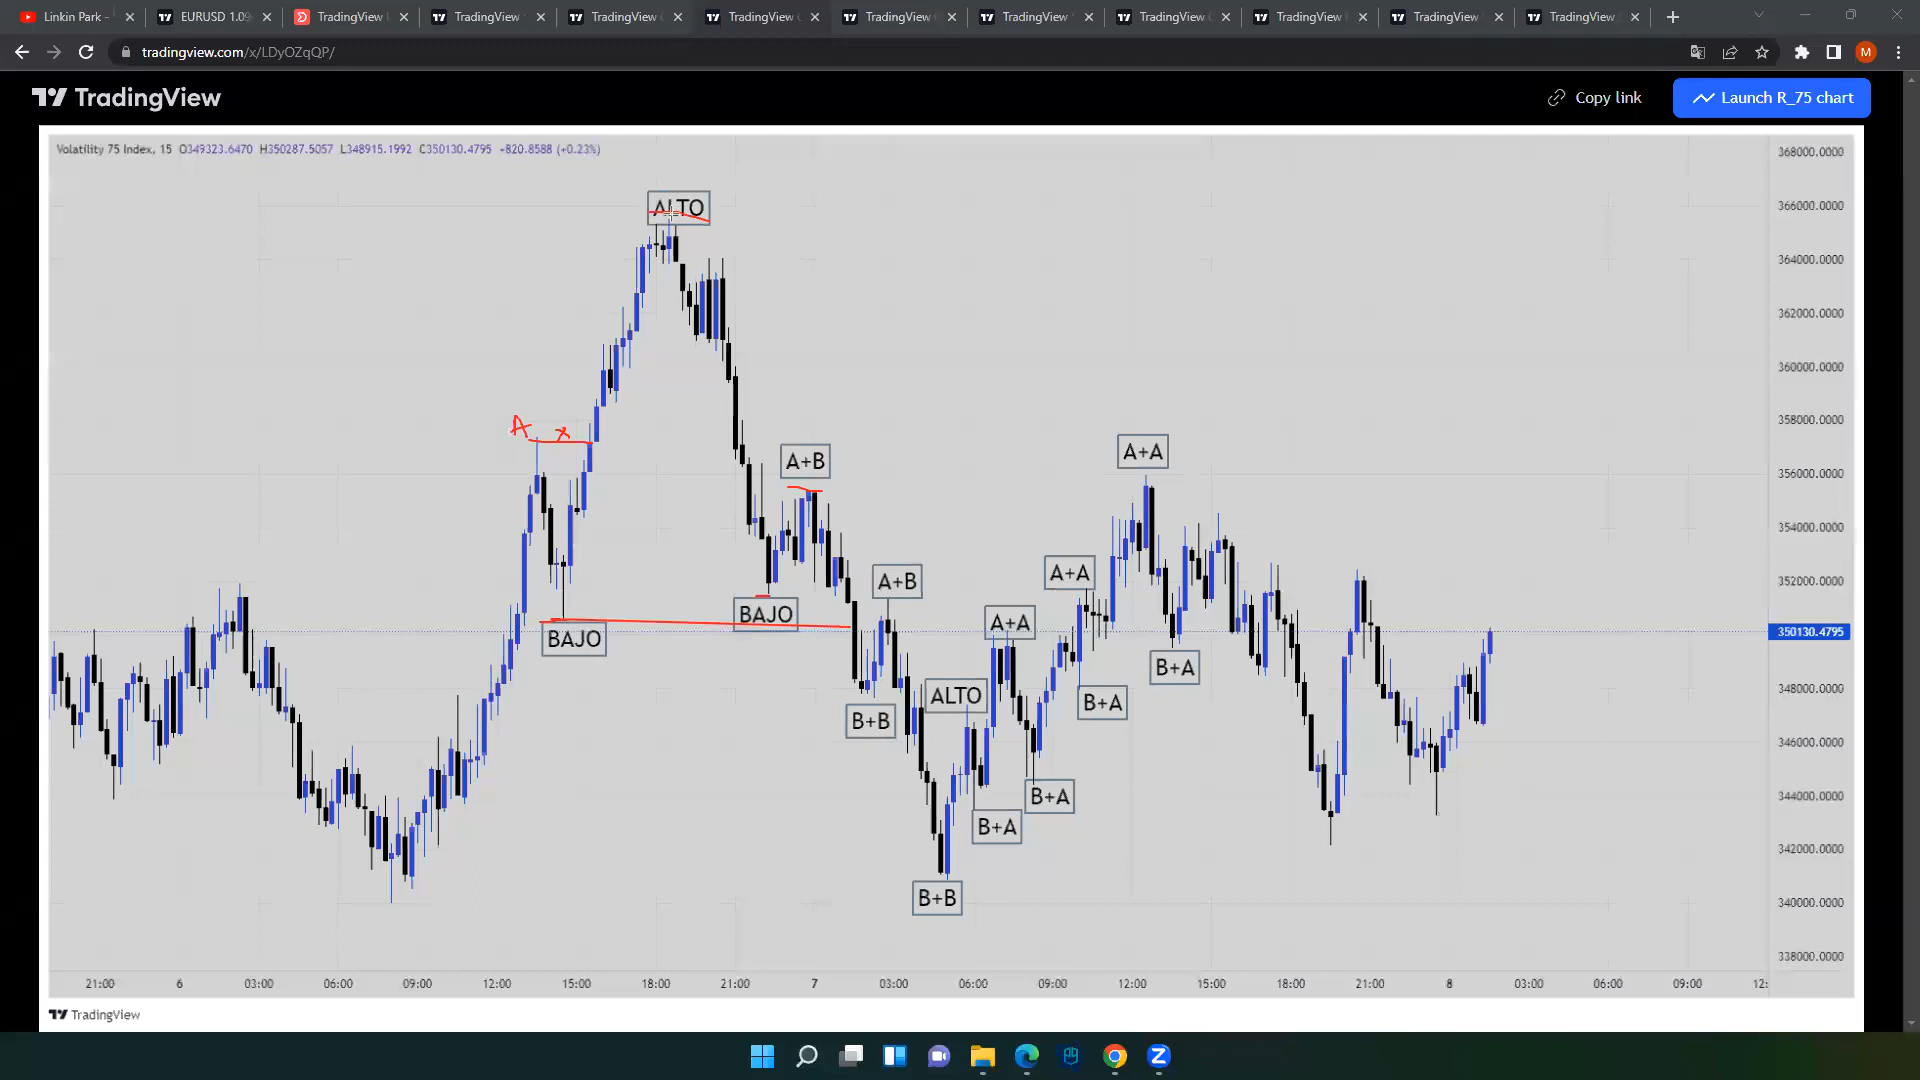 Linkin Park -
EURUSD 1.09
TradingView
TradingView
TradingView
TradingView
TradingView
TradingView
TradingView
TradingView
TradingView
TradingView
tradingview.com/x/LDyOZqQP/
M
TradingView
Copy link
Launch R_75 chart
Volatility 75 Index, 15 O349323.6470 H350287.5057 L348915.1992 C350130.4795 +820.8588 (+0.23%)
368000.0000
ALTO
366000.0000
364000.0000
362000.0000
360000.0000
358000.0000
A x
A+B
A+A
356000.0000
354000.0000
A+B
A+A
352000.0000
BAJO
A+A
350130.4795
BAJO
B+A
348000.0000
ALTO
B+A
B+B
346000.0000
B+A
344000.0000
B+A
342000.0000
B+B
340000.0000
338000.0000
21:00 6 03:00 06:00 09:00 12:00 15:00 18:00 21:00 7 03:00 06:00 09:00 12:00 15:00 18:00 21:00 8 03:00 06:00 09:00 12:
TradingView